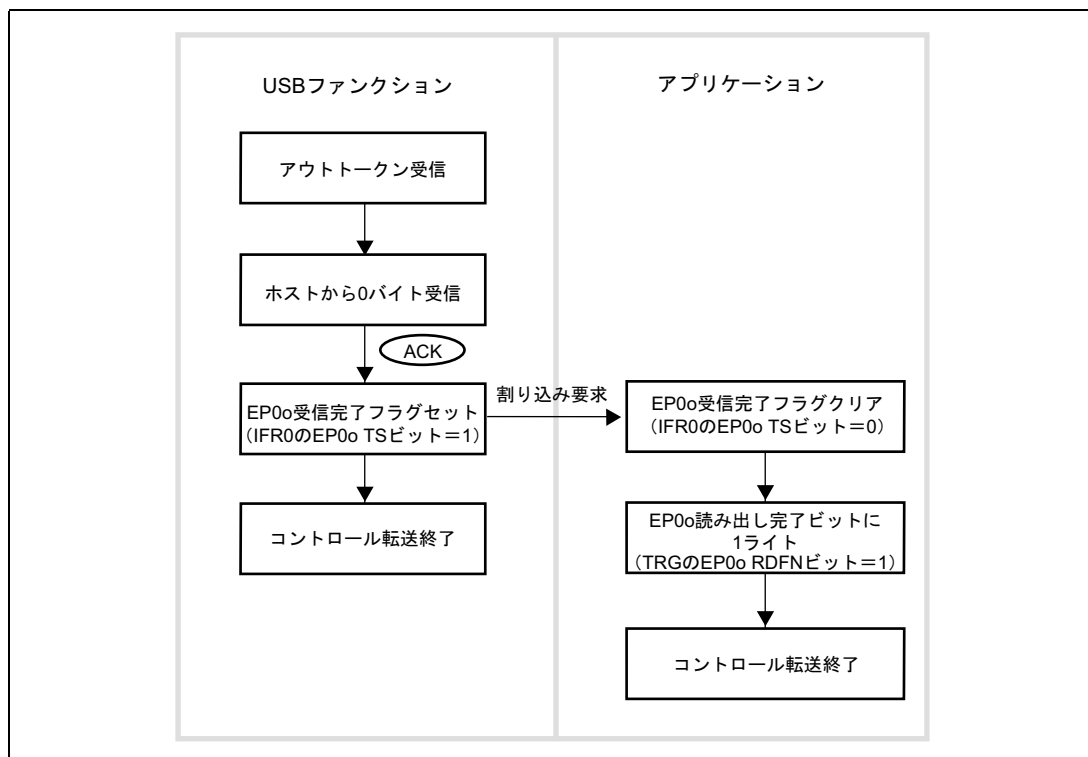 USBファンクション
アウトトークン受信
ホストから0バイト受信
ACK
EP0o受信完了フラグセット
（IFR0のEP0o TSビット＝1）
コントロール転送終了
割り込み要求
アプリケーション
EP0o受信完了フラグクリア
（IFR0のEP0o TSビット＝0）
EP0o読み出し完了ビットに
1ライト
（TRGのEP0o RDFNビット＝1）
コントロール転送終了